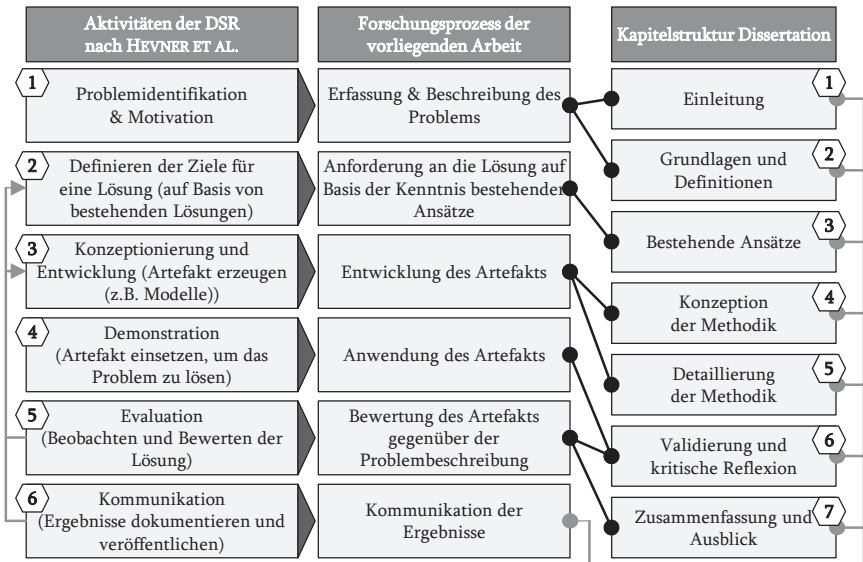 Aktivitäten der DSR
nach HEVNER ET AL.
1
Problemidentifikation
& Motivation
2
Definieren der Ziele für
eine Lösung (auf Basis von
bestehenden Lösungen)
3
Konzeptionierung und
Entwicklung (Artefakt erzeugen
(z.B. Modelle))
4
Demonstration
(Artefakt einsetzen, um das
Problem zu lösen)
5
Evaluation
(Beobachten und Bewerten der
Lösung)
6
Kommunikation
(Ergebnisse dokumentieren und
veröffentlichen)
Forschungsprozess der
vorliegenden Arbeit
Erfassung & Beschreibung des
Problems
Anforderung an die Lösung auf
Basis der Kenntnis bestehender
Ansätze
Entwicklung des Artefakts
Anwendung des Artefakts
Bewertung des Artefakts
gegenüber der
Problembeschreibung
Kommunikation der
Ergebnisse
Kapitelstruktur Dissertation
1
Einleitung
2
Grundlagen und
Definitionen
3
Bestehende Ansätze
4
Konzeption
der Methodik
5
Detaillierung
der Methodik
6
Validierung und
kritische Reflexion
7
Zusammenfassung und
Ausblick